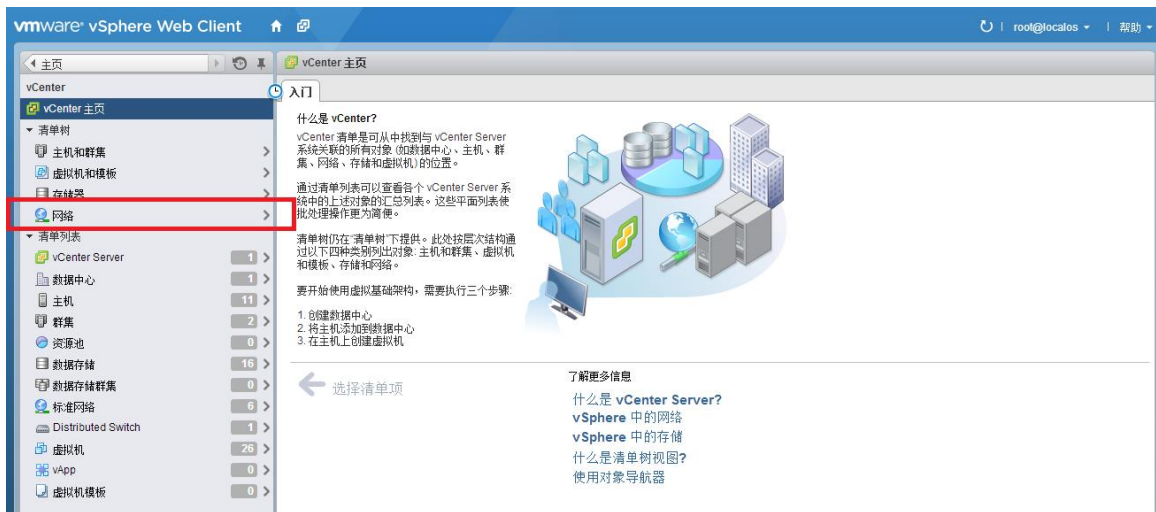 vmware® vSphere Web Client
root@localos
帮助
主页
vCenter
vCenter 主页
清单树
主机和群集
虚拟机和模板
存储器
网络
清单列表
vCenter Server 1
数据中心 1
主机 11
群集 2
资源池 0
数据存储 16
数据存储群集 0
标准网络 6
Distributed Switch 1
虚拟机 26
vApp 0
虚拟机模板 0
vCenter 主页
入门
什么是 vCenter?
vCenter 清单是可从中找到与 vCenter Server
系统关联的所有对象 (如数据中心、主机、群
集、网络、存储和虚拟机) 的位置。
通过清单列表可以查看各个 vCenter Server 系
统中的上述对象的汇总列表。这些平面列表使
批处理操作更为简便。
清单树仍在"清单树"下提供。此处按层次结构通
过以下四种类别列出对象: 主机和群集、虚拟机
和模板、存储和网络。
要开始使用虚拟基础架构，需要执行三个步骤:
1. 创建数据中心
2. 将主机添加到数据中心
3. 在主机上创建虚拟机
选择清单项
了解更多信息
什么是 vCenter Server?
vSphere 中的网络
vSphere 中的存储
什么是清单树视图?
使用对象导航器